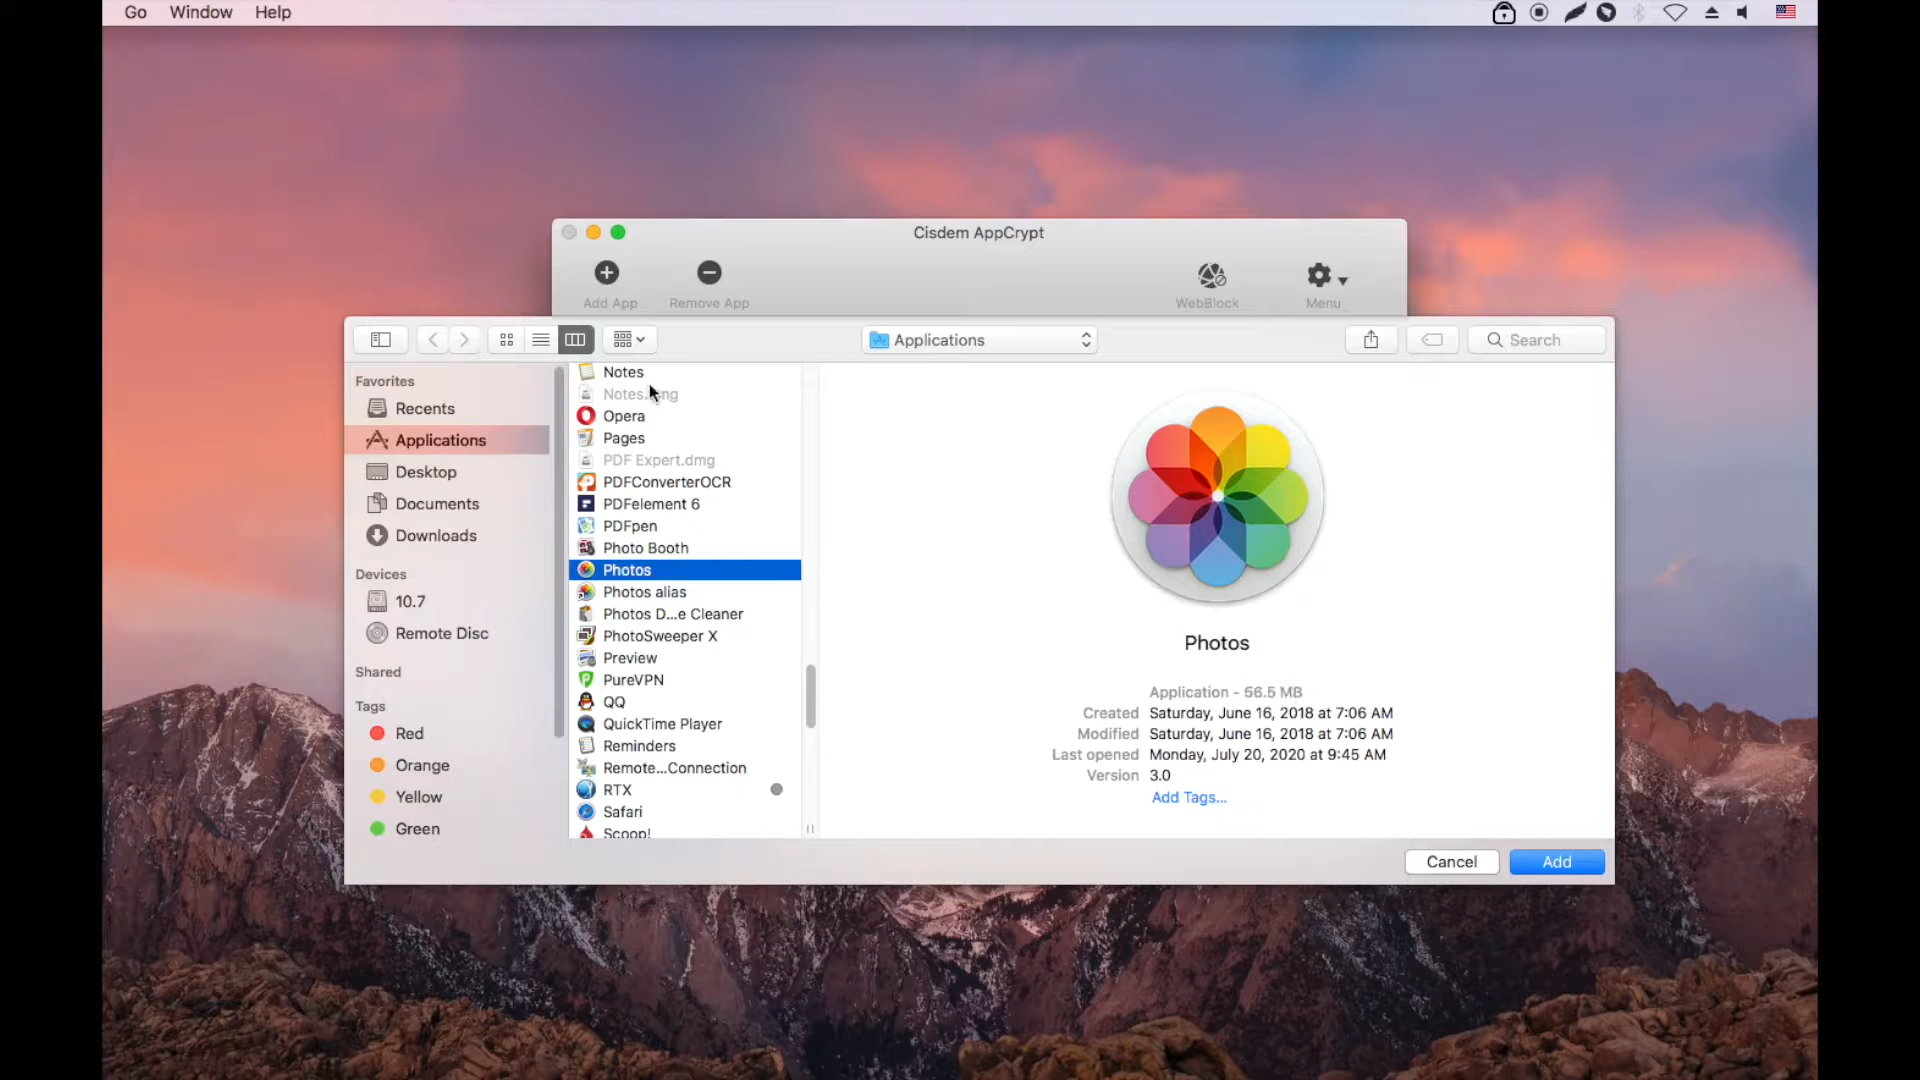 Go Window Help
Cisdem AppCrypt
Add App Remove App WebBlock Menu
Applications
Search
Favorites
Recents
Applications
Desktop
Documents
Downloads
Devices
10.7
Remote Disc
Shared
Tags
Red
Orange
Yellow
Green
Notes
Opera
Pages
PDF Expert.dmg
PDFConverterOCR
PDFelement 6
PDFpen
Photo Booth
Photos
Photos alias
Photos D...e Cleaner
PhotoSweeper X
Preview
PureVPN
QQ
QuickTime Player
Reminders
Remote...Connection
RTX
Safari
Scoop!
Photos
Application - 56.5 MB
Created Saturday, June 16, 2018 at 7:06 AM
Modified Saturday, June 16, 2018 at 7:06 AM
Last opened Monday, July 20, 2020 at 9:45 AM
Version 3.0
Add Tags...
Cancel Add